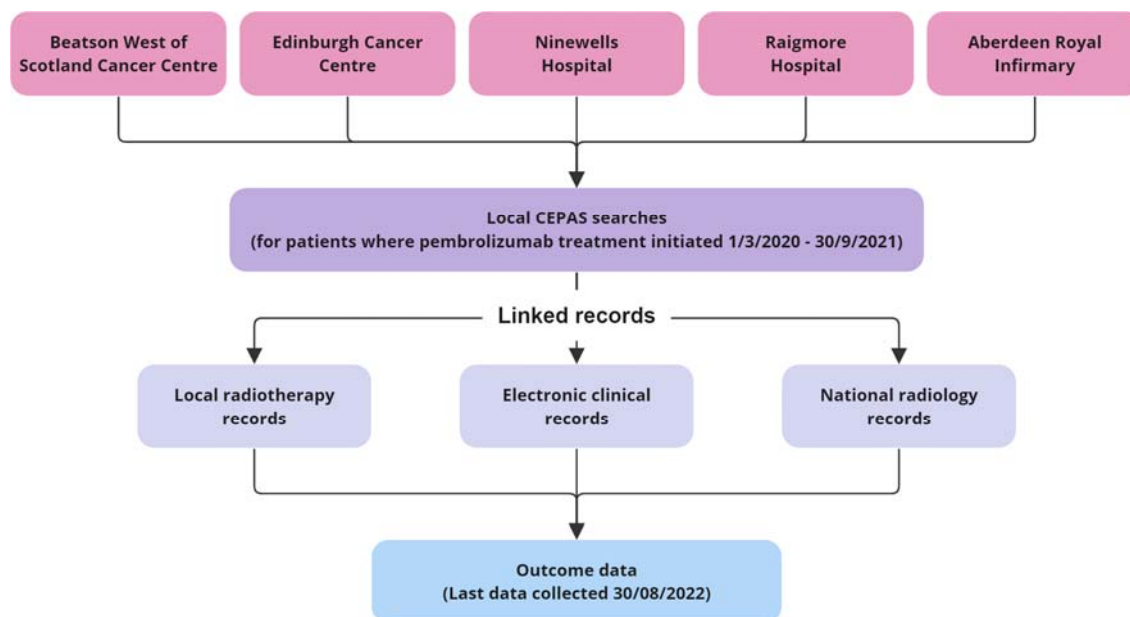 Beatson West of
Scotland Cancer Centre
Edinburgh Cancer
Centre
Ninewells
Hospital
Raigmore
Hospital
Aberdeen Royal
Infirmary
Local CEPAS searches
(for patients where pembrolizumab treatment initiated 1/3/2020 - 30/9/2021)
Linked records
Local radiotherapy
records
Electronic clinical
records
National radiology
records
Outcome data
(Last data collected 30/08/2022)